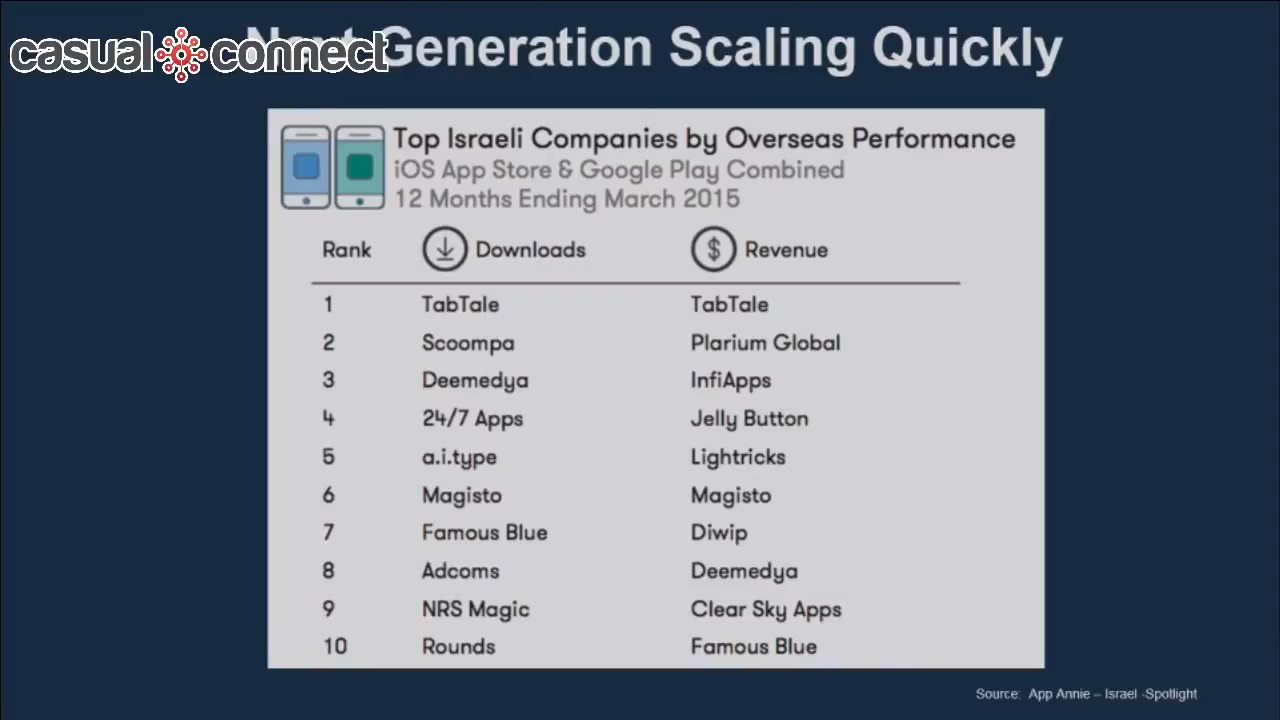 casual connect
Generation Scaling Quickly
Top Israeli Companies by Overseas Performance
iOS App Store & Google Play Combined
12 Months Ending March 2015
Rank Downloads $ Revenue
1 TabTale TabTale
2 Scoompa Plarium Global
3 Deemedya InfiApps
4 24/7 Apps Jelly Button
5 a.i.type Lightricks
6 Magisto Magisto
7 Famous Blue Diwip
8 Adcoms Deemedya
9 NRS Magic Clear Sky Apps
10 Rounds Famous Blue
Source: App Annie – Israel -Spotlight